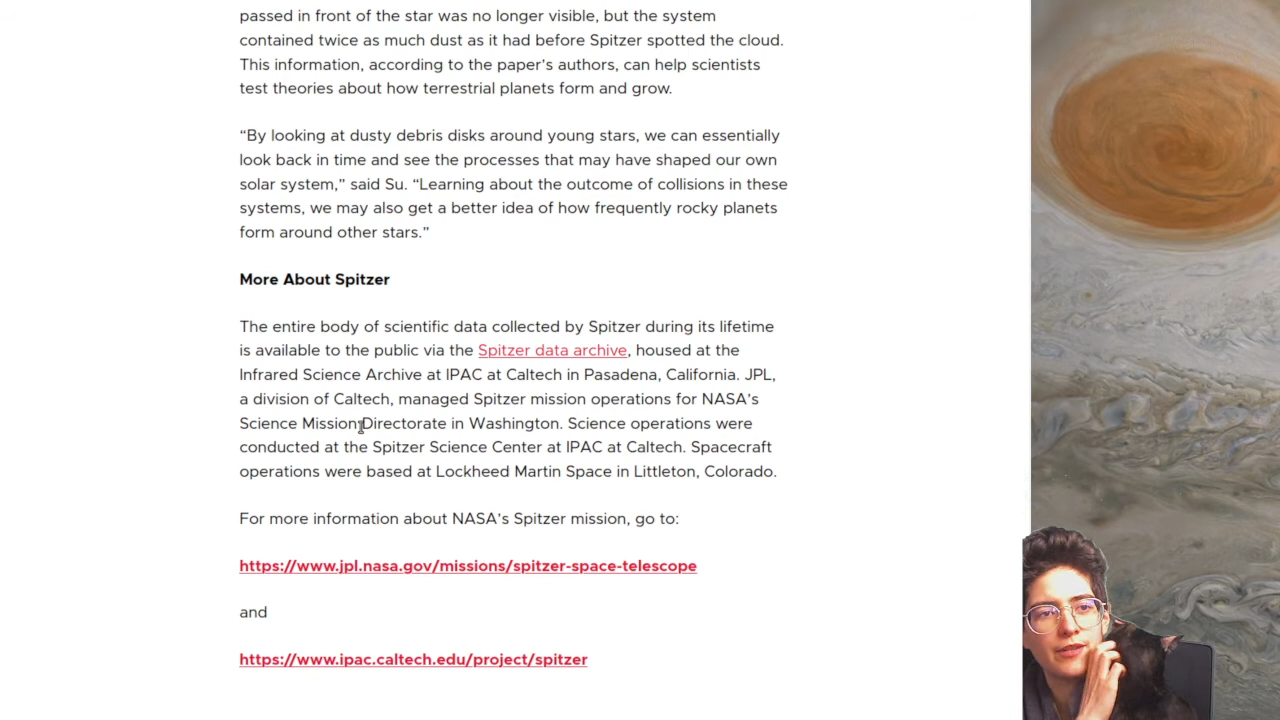 passed in front of the star was no longer visible, but the system
contained twice as much dust as it had before Spitzer spotted the cloud.
This information, according to the paper’s authors, can help scientists
test theories about how terrestrial planets form and grow.
“By looking at dusty debris disks around young stars, we can essentially
look back in time and see the processes that may have shaped our own
solar system,” said Su. “Learning about the outcome of collisions in these
systems, we may also get a better idea of how frequently rocky planets
form around other stars.”
More About Spitzer
The entire body of scientific data collected by Spitzer during its lifetime
is available to the public via the Spitzer data archive, housed at the
Infrared Science Archive at IPAC at Caltech in Pasadena, California. JPL,
a division of Caltech, managed Spitzer mission operations for NASA’s
Science Mission Directorate in Washington. Science operations were
conducted at the Spitzer Science Center at IPAC at Caltech. Spacecraft
operations were based at Lockheed Martin Space in Littleton, Colorado.
For more information about NASA’s Spitzer mission, go to:
https://www.jpl.nasa.gov/missions/spitzer-space-telescope
and
https://www.ipac.caltech.edu/project/spitzer